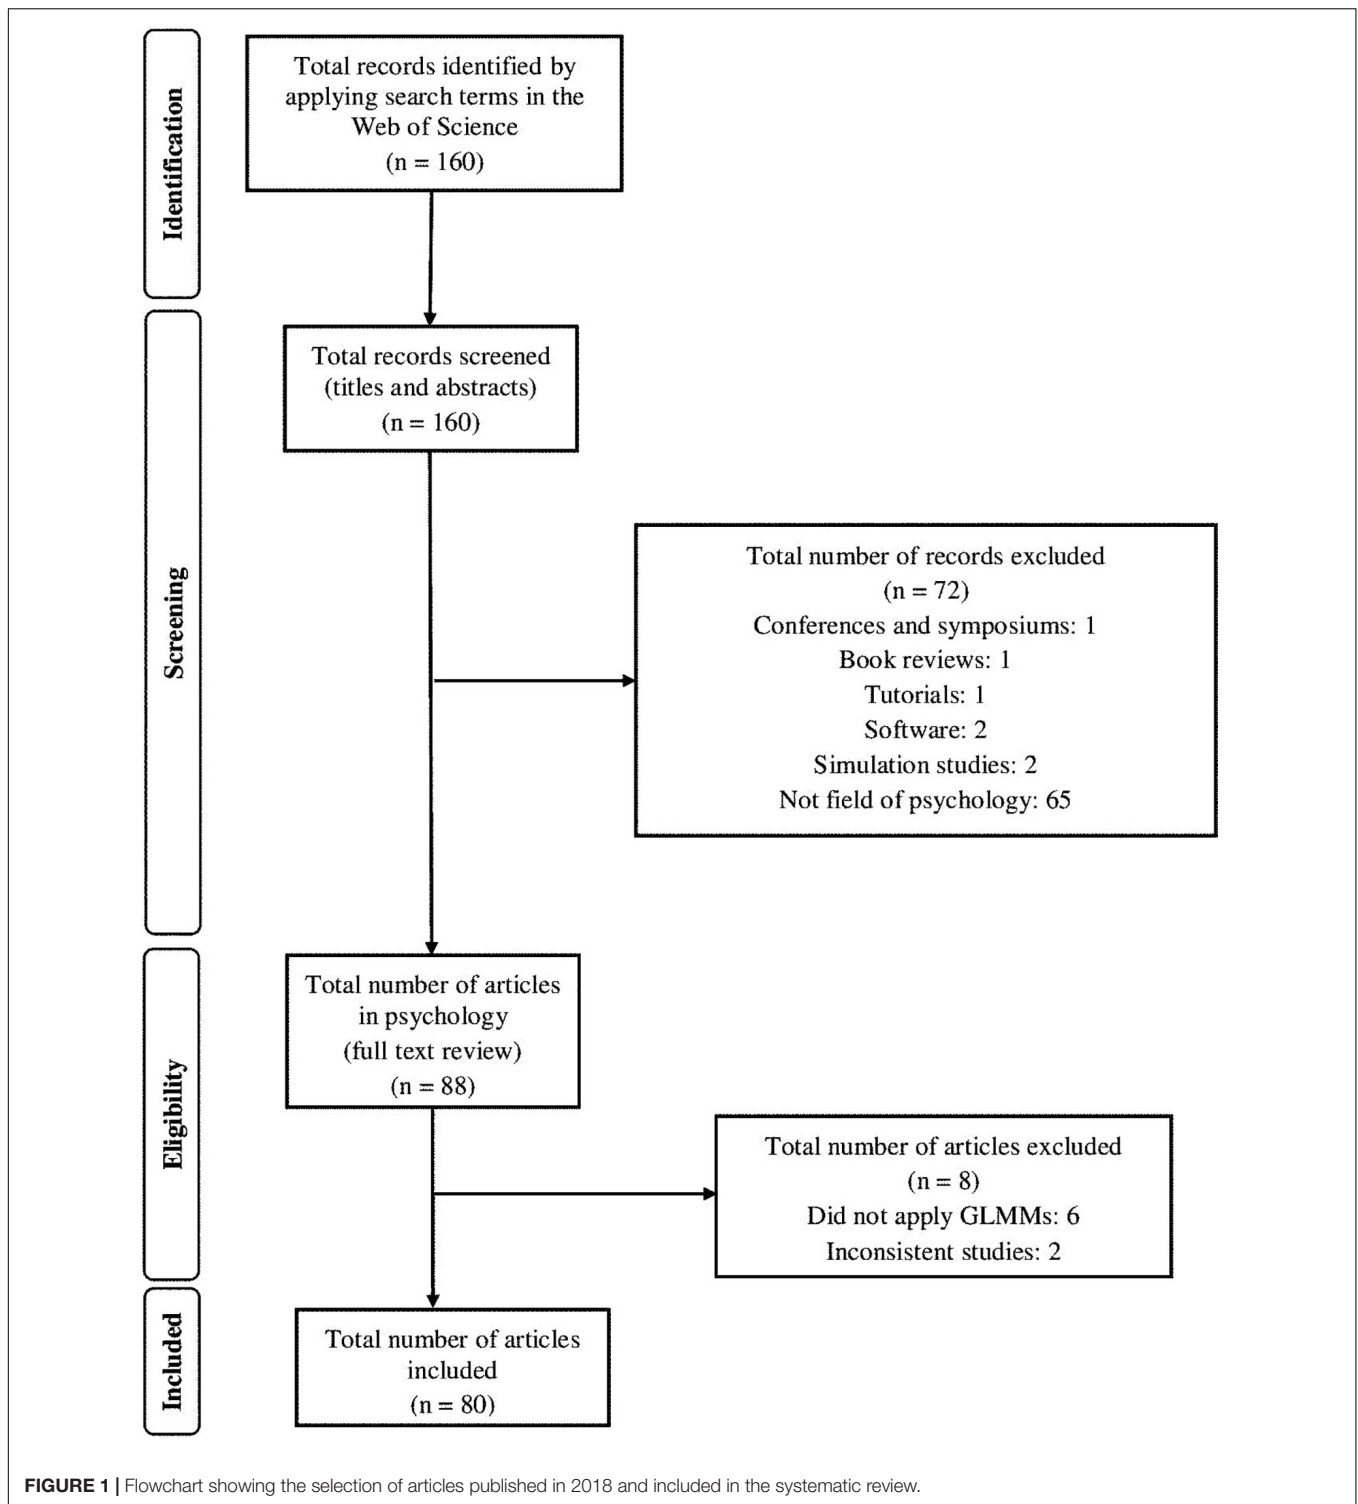 Identification
Total records identified by
applying search terms in the
Web of Science
(n = 160)
Screening
Total records screened
(titles and abstracts)
(n = 160)
Total number of records excluded
(n = 72)
Conferences and symposiums: 1
Book reviews: 1
Tutorials: 1
Software: 2
Simulation studies: 2
Not field of psychology: 65
Eligibility
Total number of articles
in psychology
(full text review)
(n = 88)
Total number of articles excluded
(n = 8)
Did not apply GLMMs: 6
Inconsistent studies: 2
Included
Total number of articles
included
(n = 80)
FIGURE 1 | Flowchart showing the selection of articles published in 2018 and included in the systematic review.